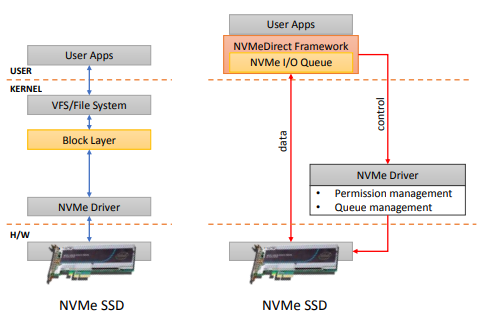 User Apps
USER
KERNEL
VFS/File System
Block Layer
NVMe Driver
H/W
NVMe SSD
User Apps
NVMeDirect Framework
NVMe I/O Queue
data
control
NVMe Driver
• Permission management
• Queue management
NVMe SSD